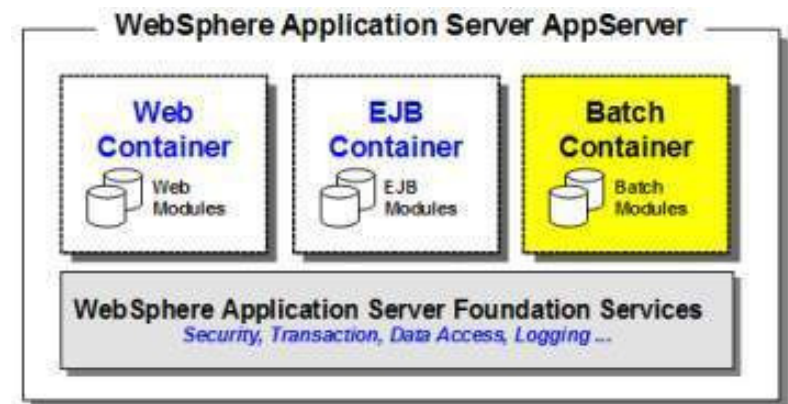 WebSphere Application Server AppServer
Web
Container
Web
Modules
EJB
Container
EJB
Modules
Batch
Container
Batch
Modules
WebSphere Application Server Foundation Services
Security, Transaction, Data Access, Logging ...